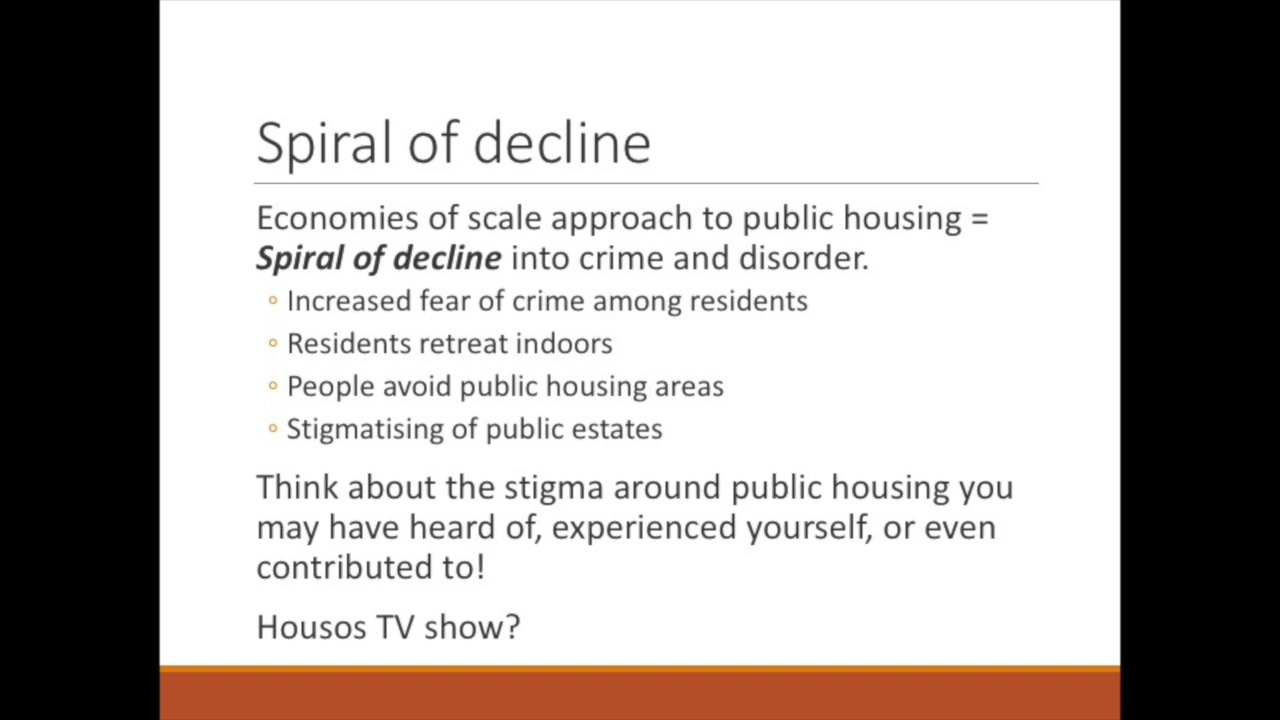 Spiral of decline
Economies of scale approach to public housing =
Spiral of decline into crime and disorder.
◦ Increased fear of crime among residents
◦ Residents retreat indoors
◦ People avoid public housing areas
◦ Stigmatising of public estates
Think about the stigma around public housing you
may have heard of, experienced yourself, or even
contributed to!
Housos TV show?